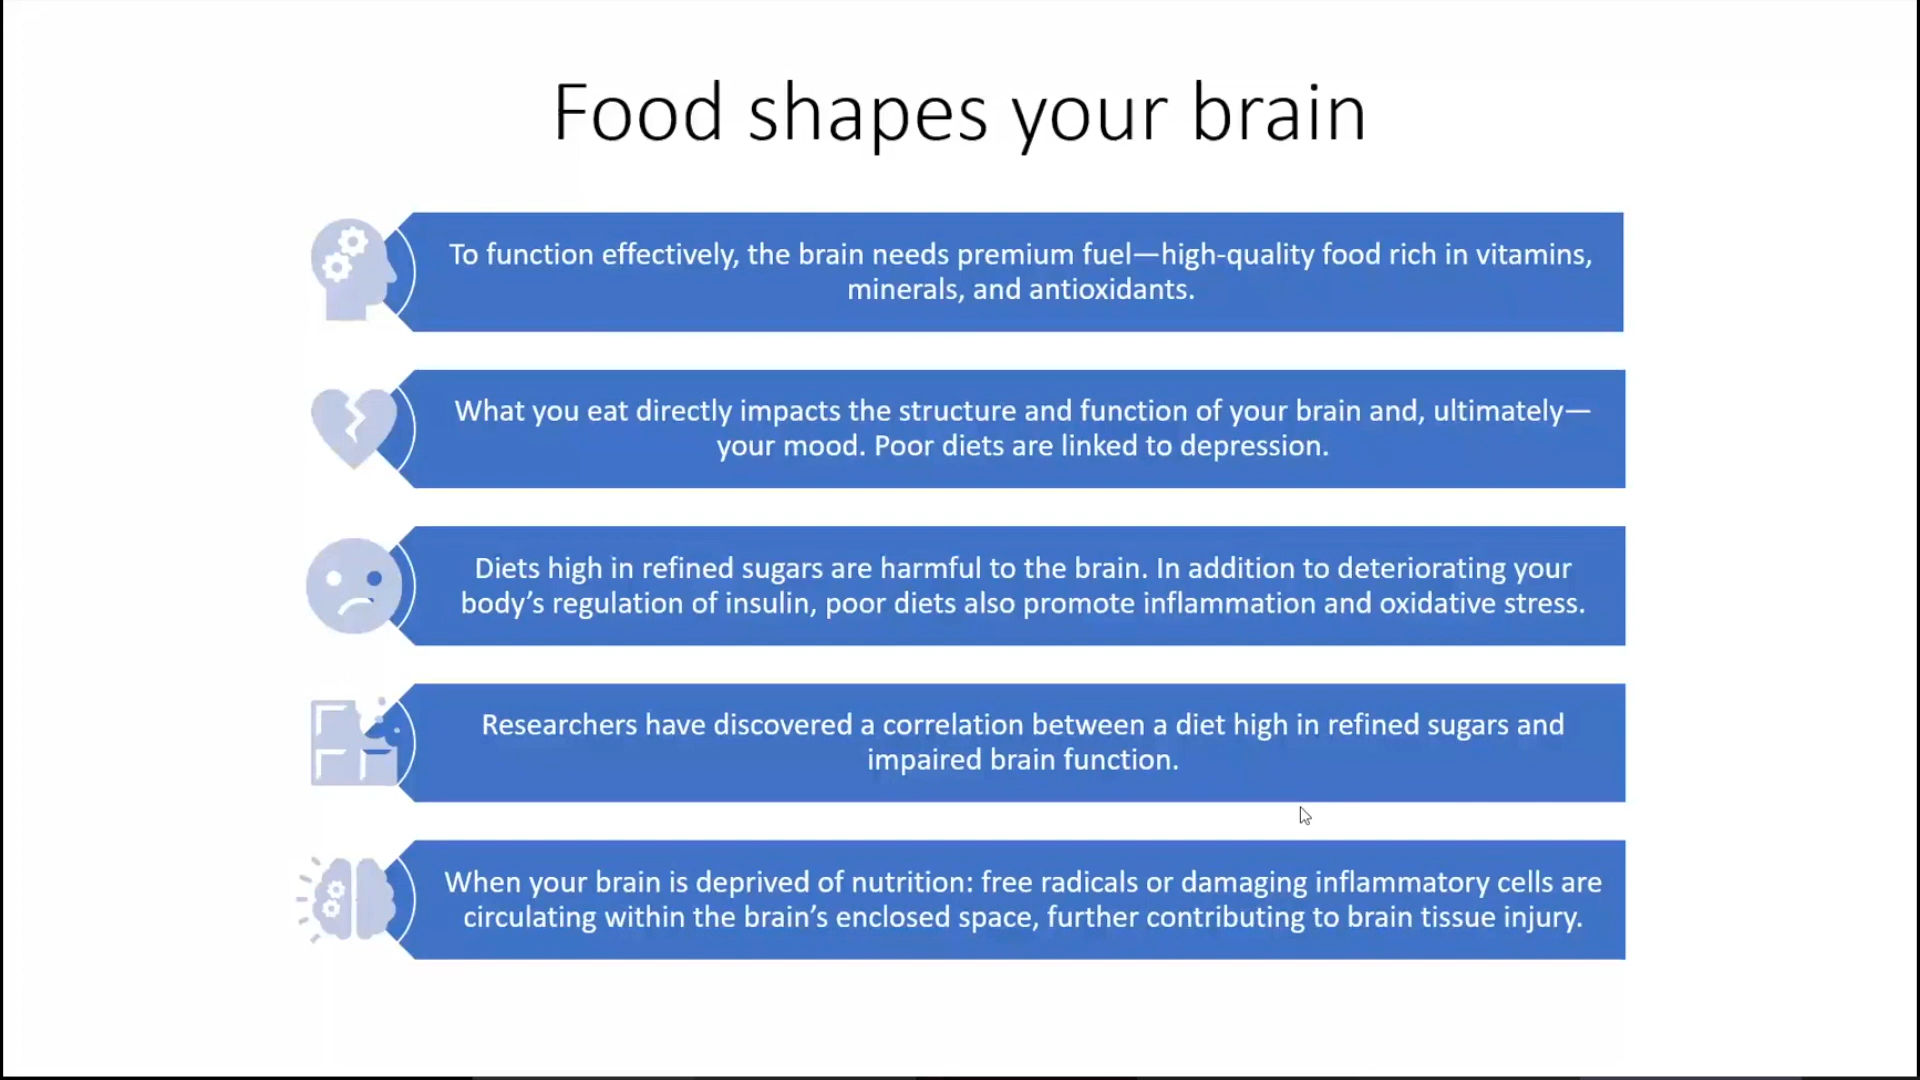 Food shapes your brain
To function effectively, the brain needs premium fuel—high-quality food rich in vitamins,
minerals, and antioxidants.
What you eat directly impacts the structure and function of your brain and, ultimately—
your mood. Poor diets are linked to depression.
Diets high in refined sugars are harmful to the brain. In addition to deteriorating your
body’s regulation of insulin, poor diets also promote inflammation and oxidative stress.
Researchers have discovered a correlation between a diet high in refined sugars and
impaired brain function.
When your brain is deprived of nutrition: free radicals or damaging inflammatory cells are
circulating within the brain’s enclosed space, further contributing to brain tissue injury.